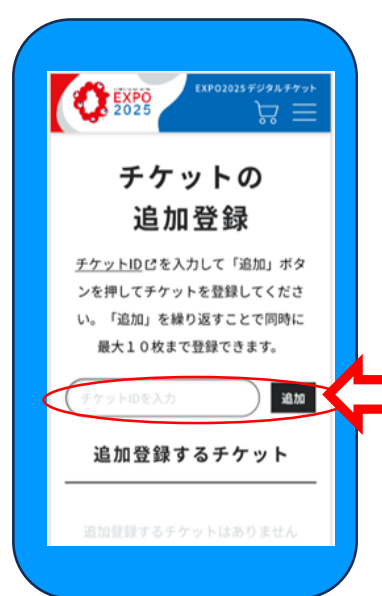 EXPO2025デジタルチケット
EXPO
2025
チケットの
追加登録
チケットIDを入力して「追加」ボタ
ンを押してチケットを登録してくださ
い。「追加」を繰り返すことで同時に
最大１０枚まで登録できます。
チケットIDを入力
追加
追加登録するチケット
追加登録するチケットはありません